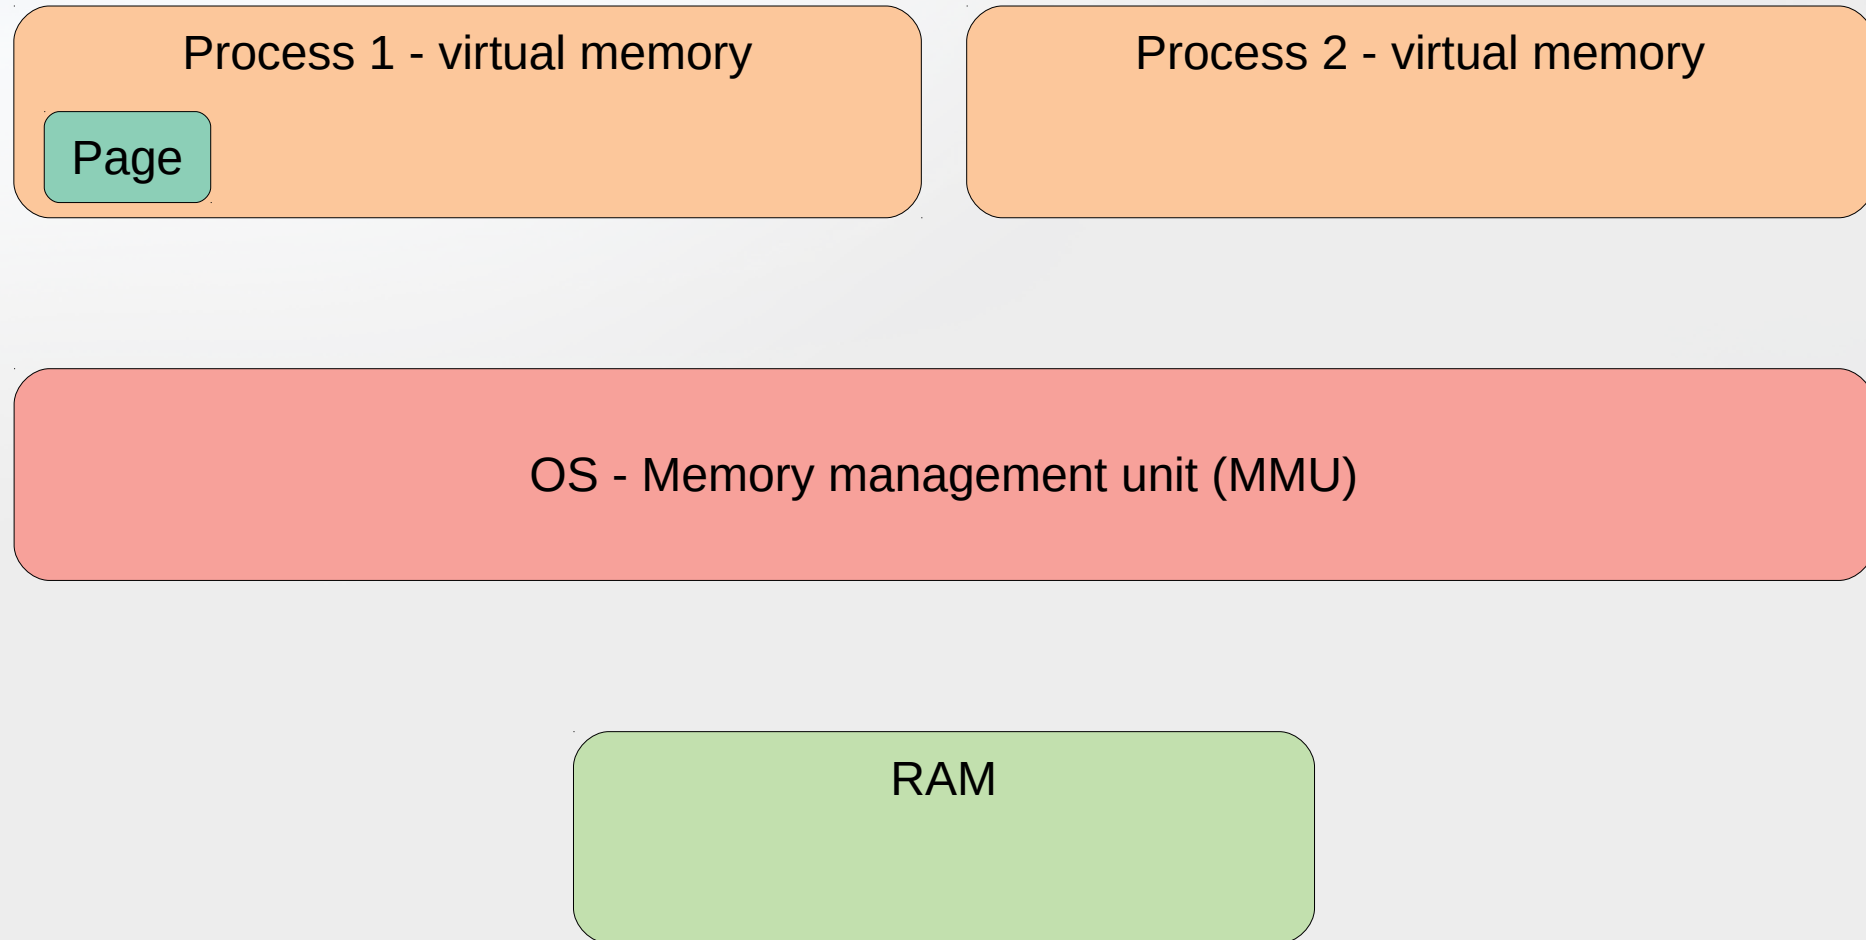 Process 1 - virtual memory
Process 2 - virtual memory
Page
OS - Memory management unit (MMU)
RAM